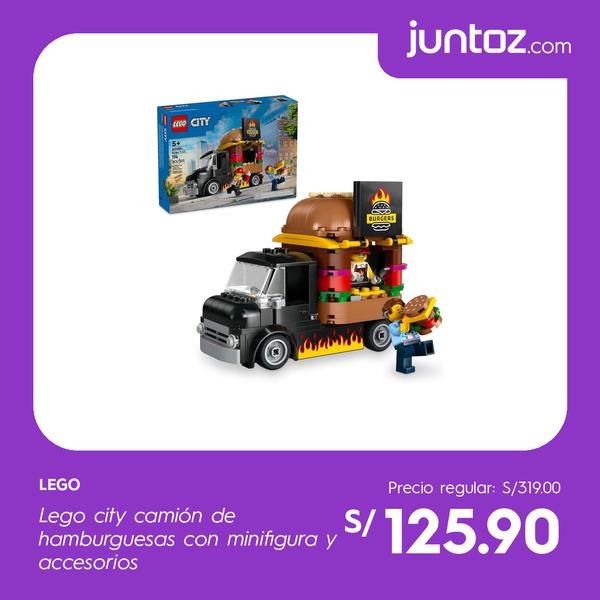 juntoz.com
LEGO CITY
5+
BURGERS
LEGO
Precio regular: S/319.00
Lego city camión de
hamburguesas con minifigura y
accesorios
S/125.90